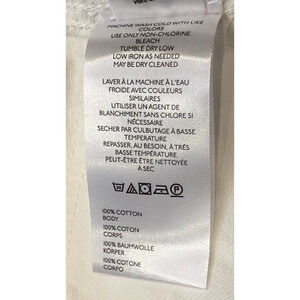 MACHINE WASH COLD WITH LIKE
COLORS
USE ONLY NON-CHLORINE
BLEACH
TUMBLE DRY LOW
LOW IRON AS NEEDED
MAY BE DRY CLEANED
LAVER À LA MACHINE À L'EAU
FROIDE AVEC COULEURS
SIMILAIRES
UTILISER UN AGENT DE
BLANCHIMENT SANS CHLORE SI
NÉCESSAIRE
SECHER PAR CULBUTAGE À BASSE
TEMPÉRATURE
REPASSER, AU BESOIN, À TRÈS
BASSE TEMPÉRATURE
PEUT-ÊTRE ÊTRE NETTOYÉE
À SEC
P
100% COTTON
BODY
100% COTON
CORPS
100% BAUMWOLLE
KÖRPER
100% COTONE
CORPO